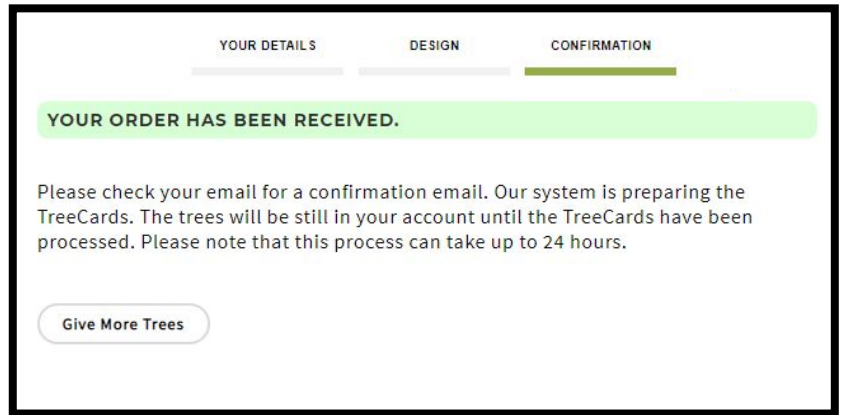 YOUR DETAILS DESIGN CONFIRMATION
YOUR ORDER HAS BEEN RECEIVED.
Please check your email for a confirmation email. Our system is preparing the
TreeCards. The trees will be still in your account until the TreeCards have been
processed. Please note that this process can take up to 24 hours.
Give More Trees